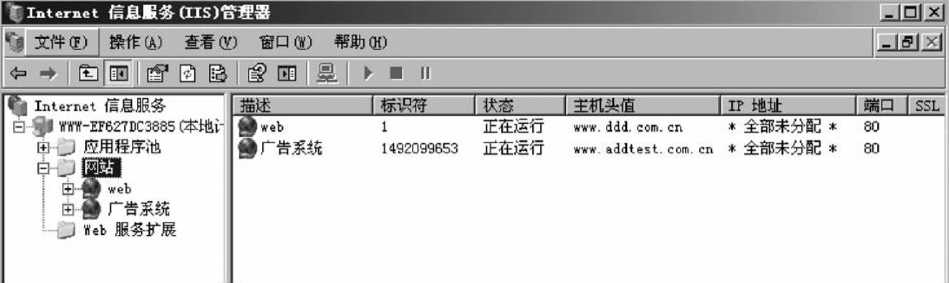 Internet 信息服务(IIS)管理器
文件(F) 操作(A) 查看(V) 窗口(W) 帮助(H)
Internet 信息服务
WWW-EF627DC3885(本地计
应用程序池
网站
web
广告系统
Web 服务扩展
描述 标识符 状态 主机头值 IP 地址 端口 SSL
web 1 正在运行 www.ddd.com.cn * 全部未分配 * 80
广告系统 1492099653 正在运行 www.addtest.com.cn * 全部未分配 * 80